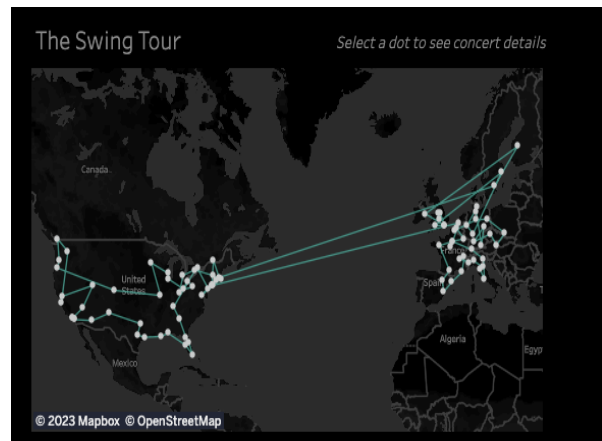 The Swing Tour
Select a dot to see concert details
Canada
United
States
Mexico
France
Spain
Algeria
Egyp
T
© 2023 Mapbox © OpenStreetMap